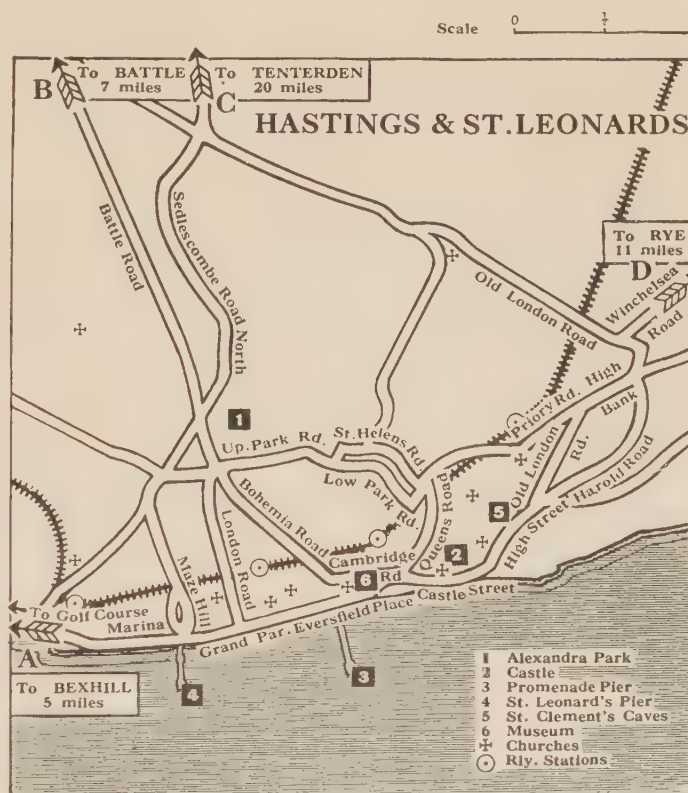 Scale 0 ½
B
To BATTLE
7 miles
C
To TENTERDEN
20 miles
HASTINGS & ST. LEONARDS
To RYE
11 miles
D
Winchelsea
Road
Battle Road
Sedlescombe Road North
Old London Road
1
Up. Park Rd.
St. Helens Rd.
Low Park Rd.
Priory Rd. High
Bank
Old London
Rd.
Bohemia Road
London Road
Maze Hill
Queens Road
5
High Street
Harold Road
2
Cambridge
Rd
6
To Golf Course
Marina
Grand Par. Eversfield Place Castle Street
A
To BEXHILL
5 miles
4
3
1 Alexandra Park
2 Castle
3 Promenade Pier
4 St. Leonard's Pier
5 St. Clement's Caves
6 Museum
Churches
Rly. Stations